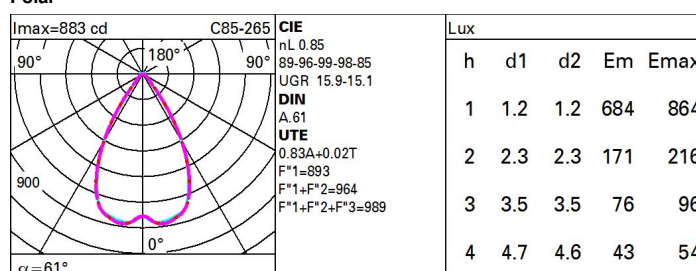 Imax=883 cd C85-265
90° 180° 90°
900
0°
α=61°
CIE
nL 0.85
89-96-99-98-85
UGR 15.9-15.1
DIN
A.61
UTE
0.83A+0.02T
F"1=893
F"1+F"2=964
F"1+F"2+F"3=989
Lux
h d1 d2 Em Emax
1 1.2 1.2 684 864
2 2.3 2.3 171 216
3 3.5 3.5 76 96
4 4.7 4.6 43 54